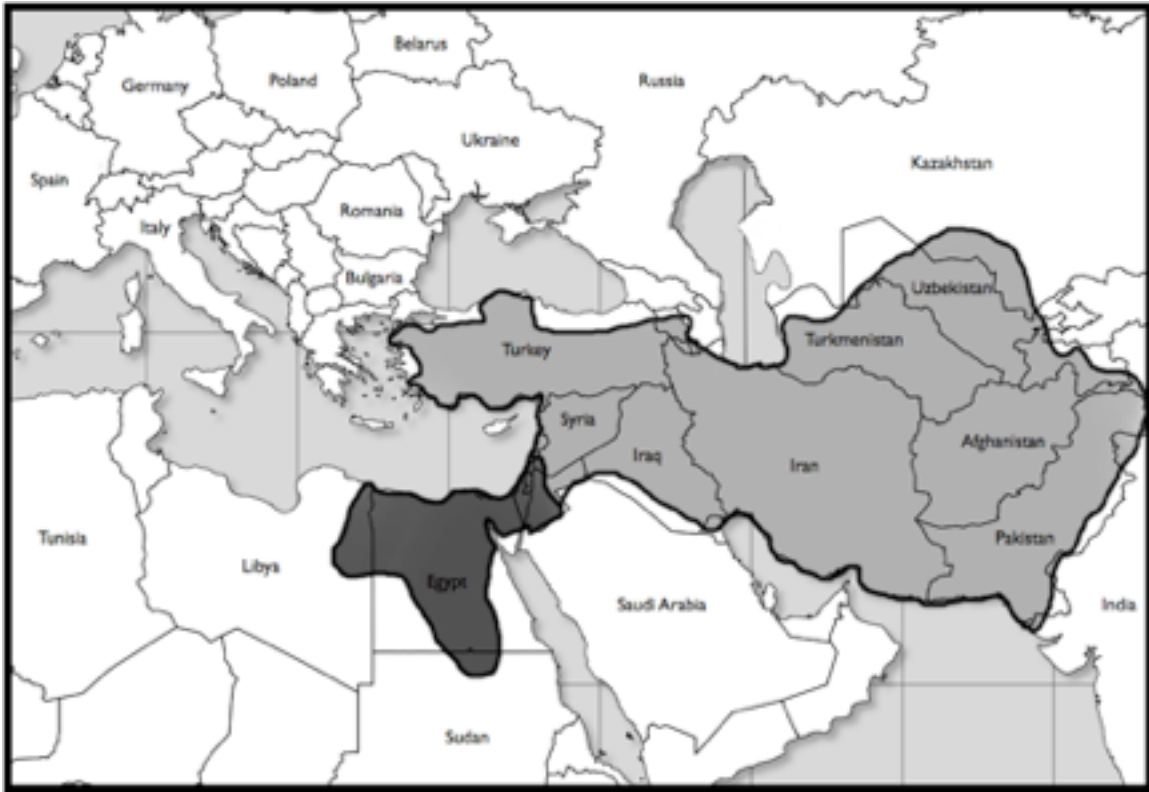 Belarus
Germany
Poland
Russia
Ukraine
Kazakhstan
Spain
Romania
Italy
Bulgaria
Uzbekistan
Turkey
Turkmenistan
Syria
Afghanistan
Iraq
Iran
Tunisia
Pakistan
Libya
Egypt
Saudi Arabia
India
Sudan